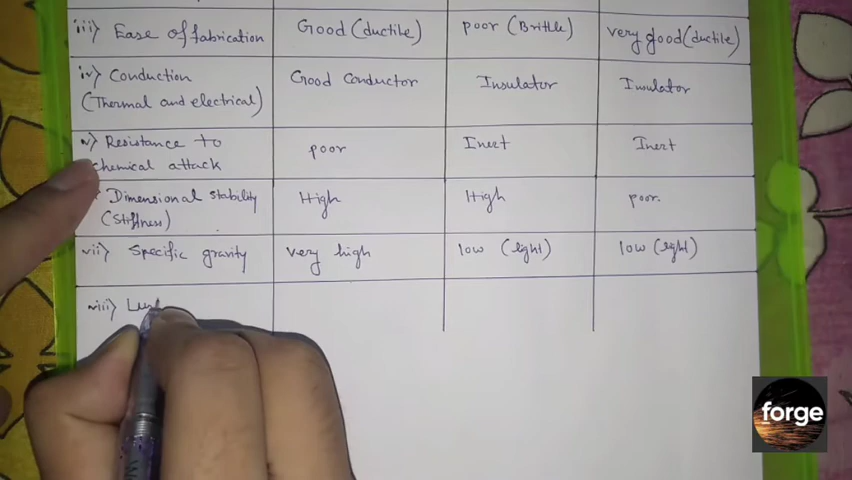 iii) Ease of fabrication Good (ductile) poor (Brittle) very good (ductile)
iv) Conduction Good Conductor Insulator Insulator
(Thermal and electrical)
v) Resistance to poor Inert Inert
chemical attack
Dimensional stability High High poor.
(Stiffness)
vii) Specific gravity very high low (light) low (light)
viii) Lus
forge